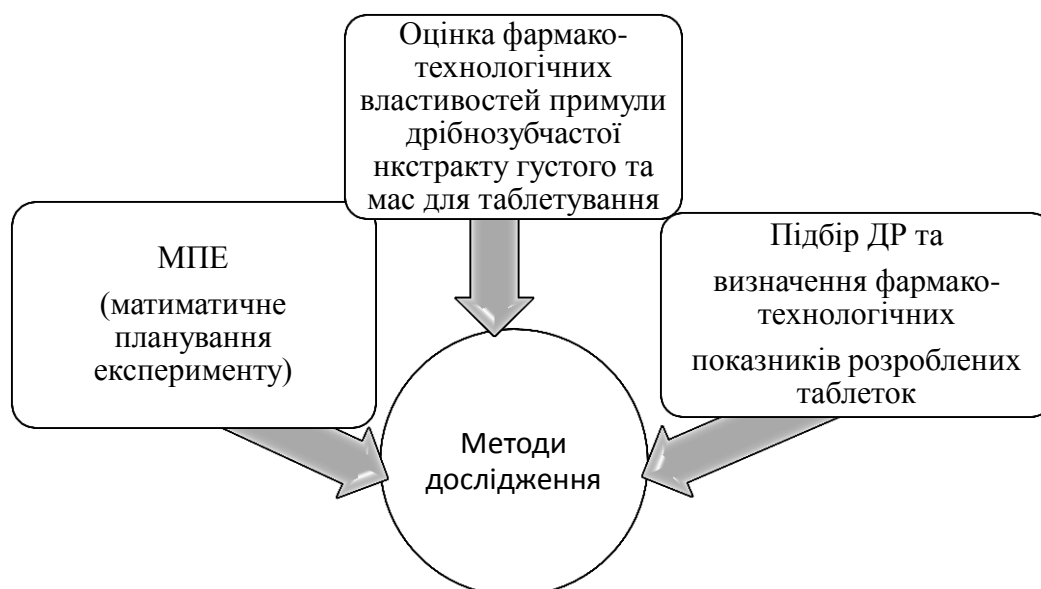 Оцінка фармако-
технологічних
властивостей примули
дрібнозубчастої
нкстракту густого та
мас для таблетування
МПЕ
(матиматичне
планування
експерименту)
Підбір ДР та
визначення фармако-
технологічних
показників розроблених
таблеток
Методи
дослідження